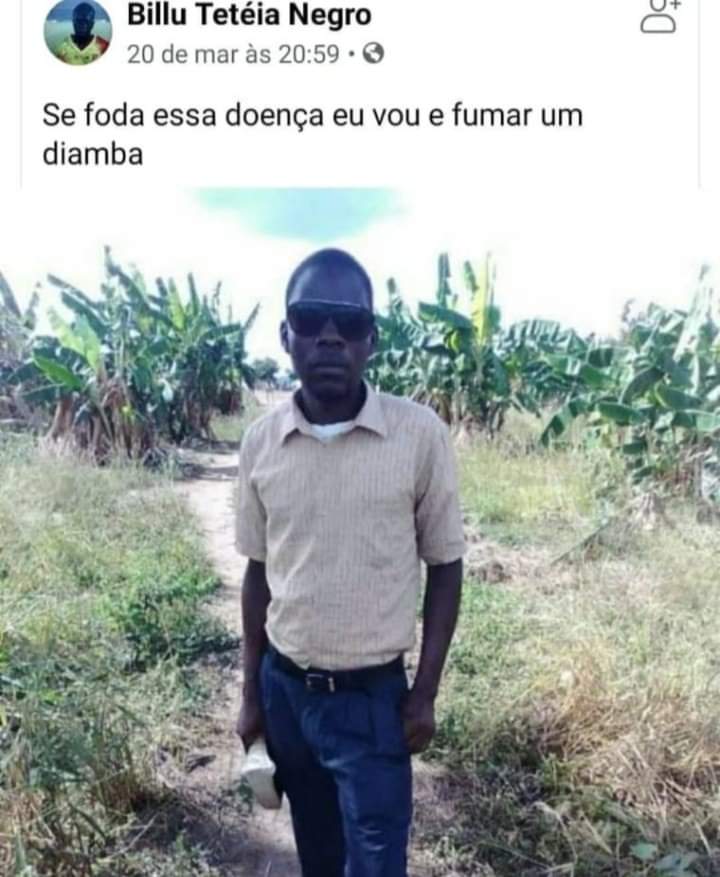 Billu Tetéia Negro
20 de mar às 20:59 •
Se foda essa doença eu vou e fumar um
diamba